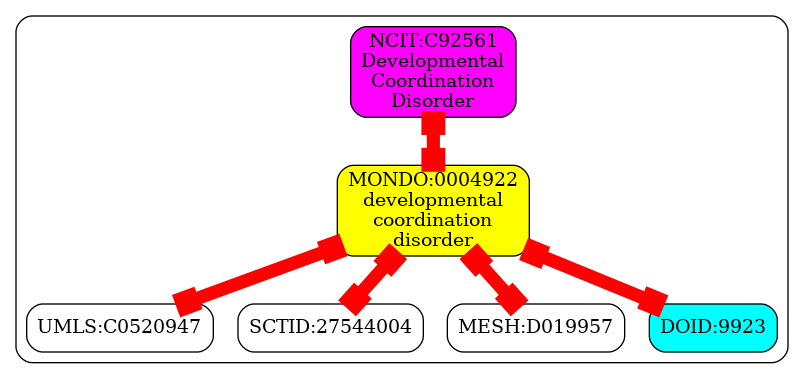 NCIT:C92561
Developmental
Coordination
Disorder
MONDO:0004922
developmental
coordination
disorder
UMLS:C0520947
SCTID:27544004
MESH:D019957
DOID:9923